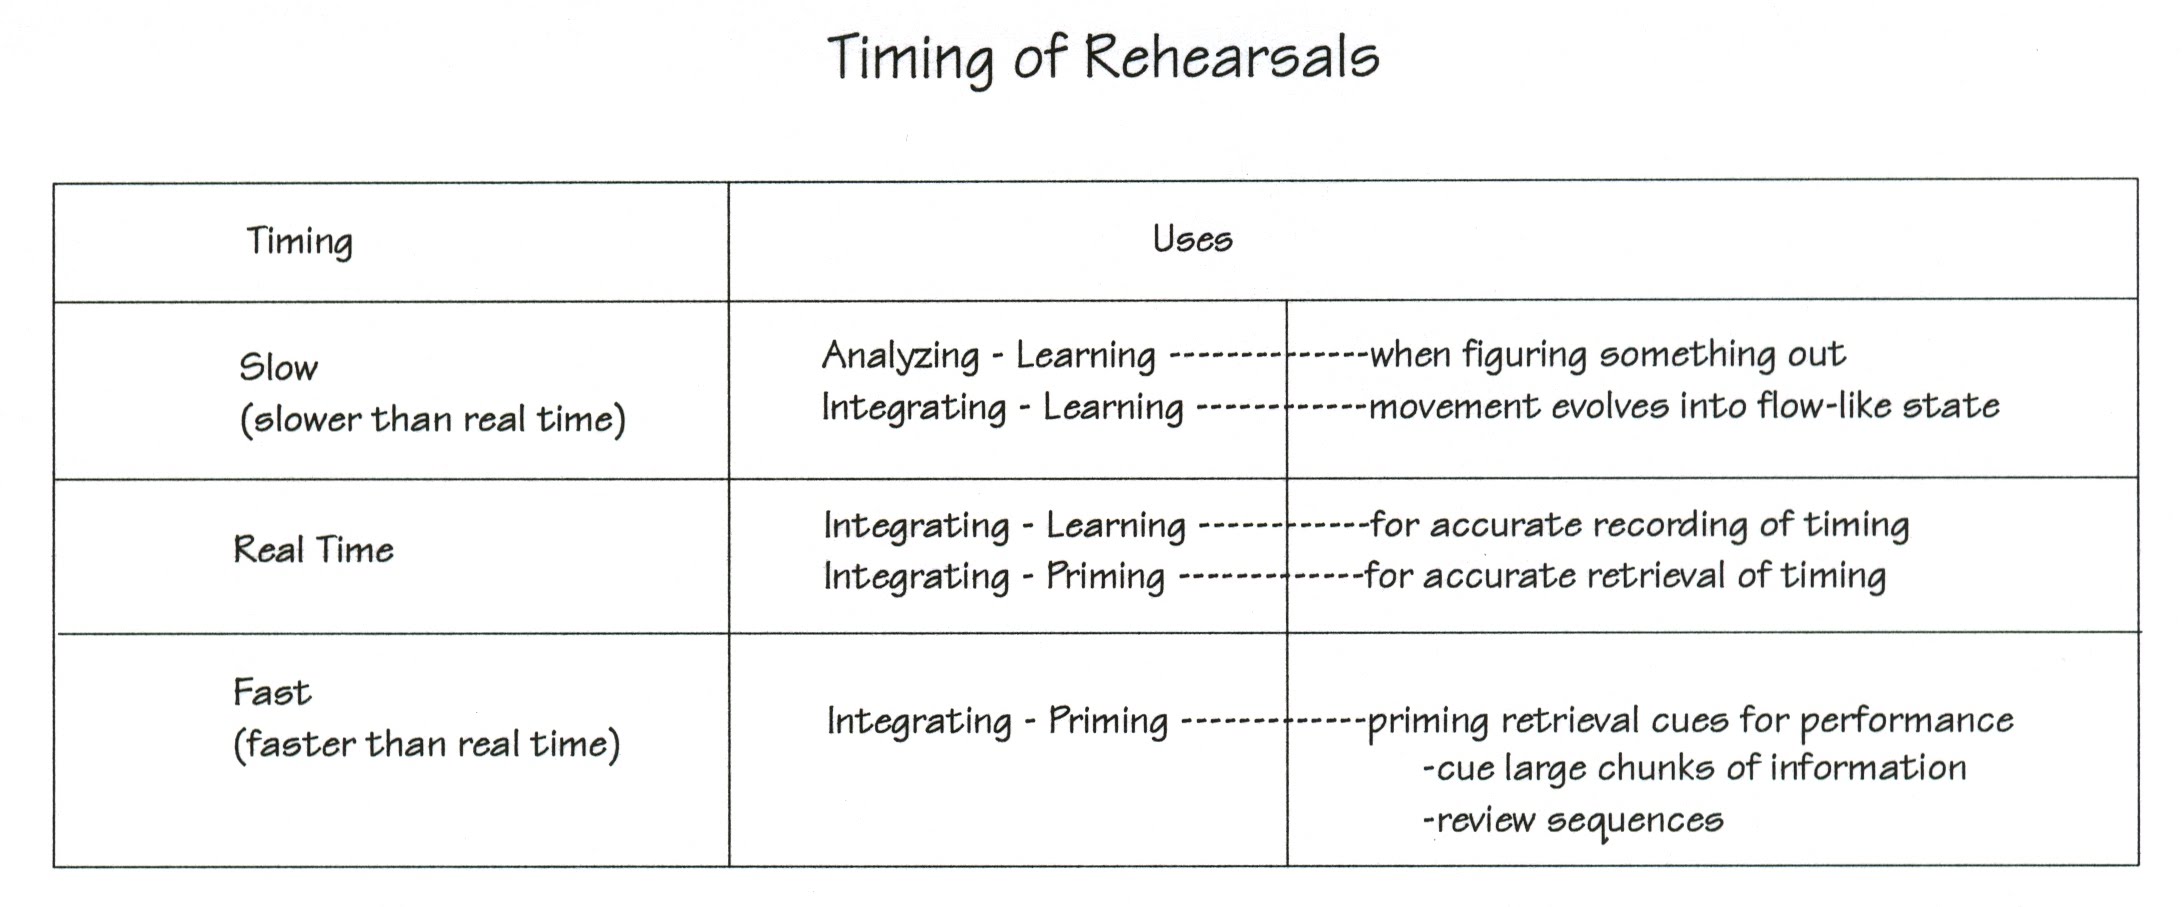 Timing of Rehearsals
Timing
Uses
Slow
(slower than real time)
Analyzing - Learning -------------when figuring something out
Integrating - Learning -----------movement evolves into flow-like state
Real Time
Integrating - Learning -----------for accurate recording of timing
Integrating - Priming ------------for accurate retrieval of timing
Fast
(faster than real time)
Integrating - Priming ------------priming retrieval cues for performance
-cue large chunks of information
-review sequences